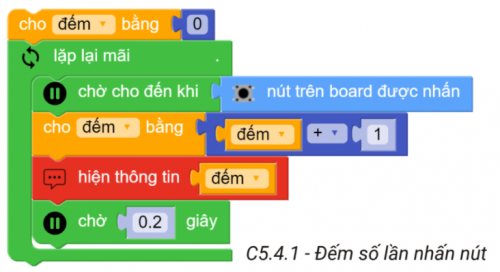 cho đếm bằng 0
lặp lại mãi .
chờ cho đến khi nút trên board được nhấn
cho đếm bằng đếm + 1
hiện thông tin đếm
chờ 0.2 giây
C5.4.1 - Đếm số lần nhấn nút